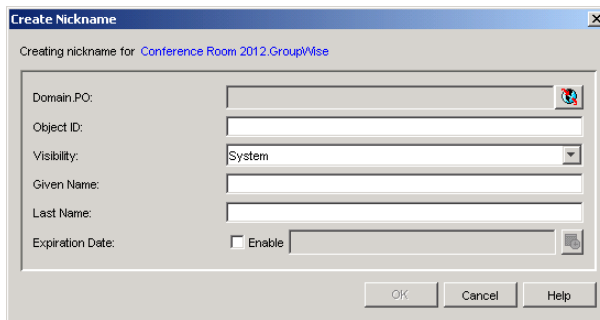 Create Nickname
Creating nickname for Conference Room 2012.GroupWise
Domain.PO:
Object ID:
Visibility: System
Given Name:
Last Name:
Expiration Date: Enable
OK Cancel Help